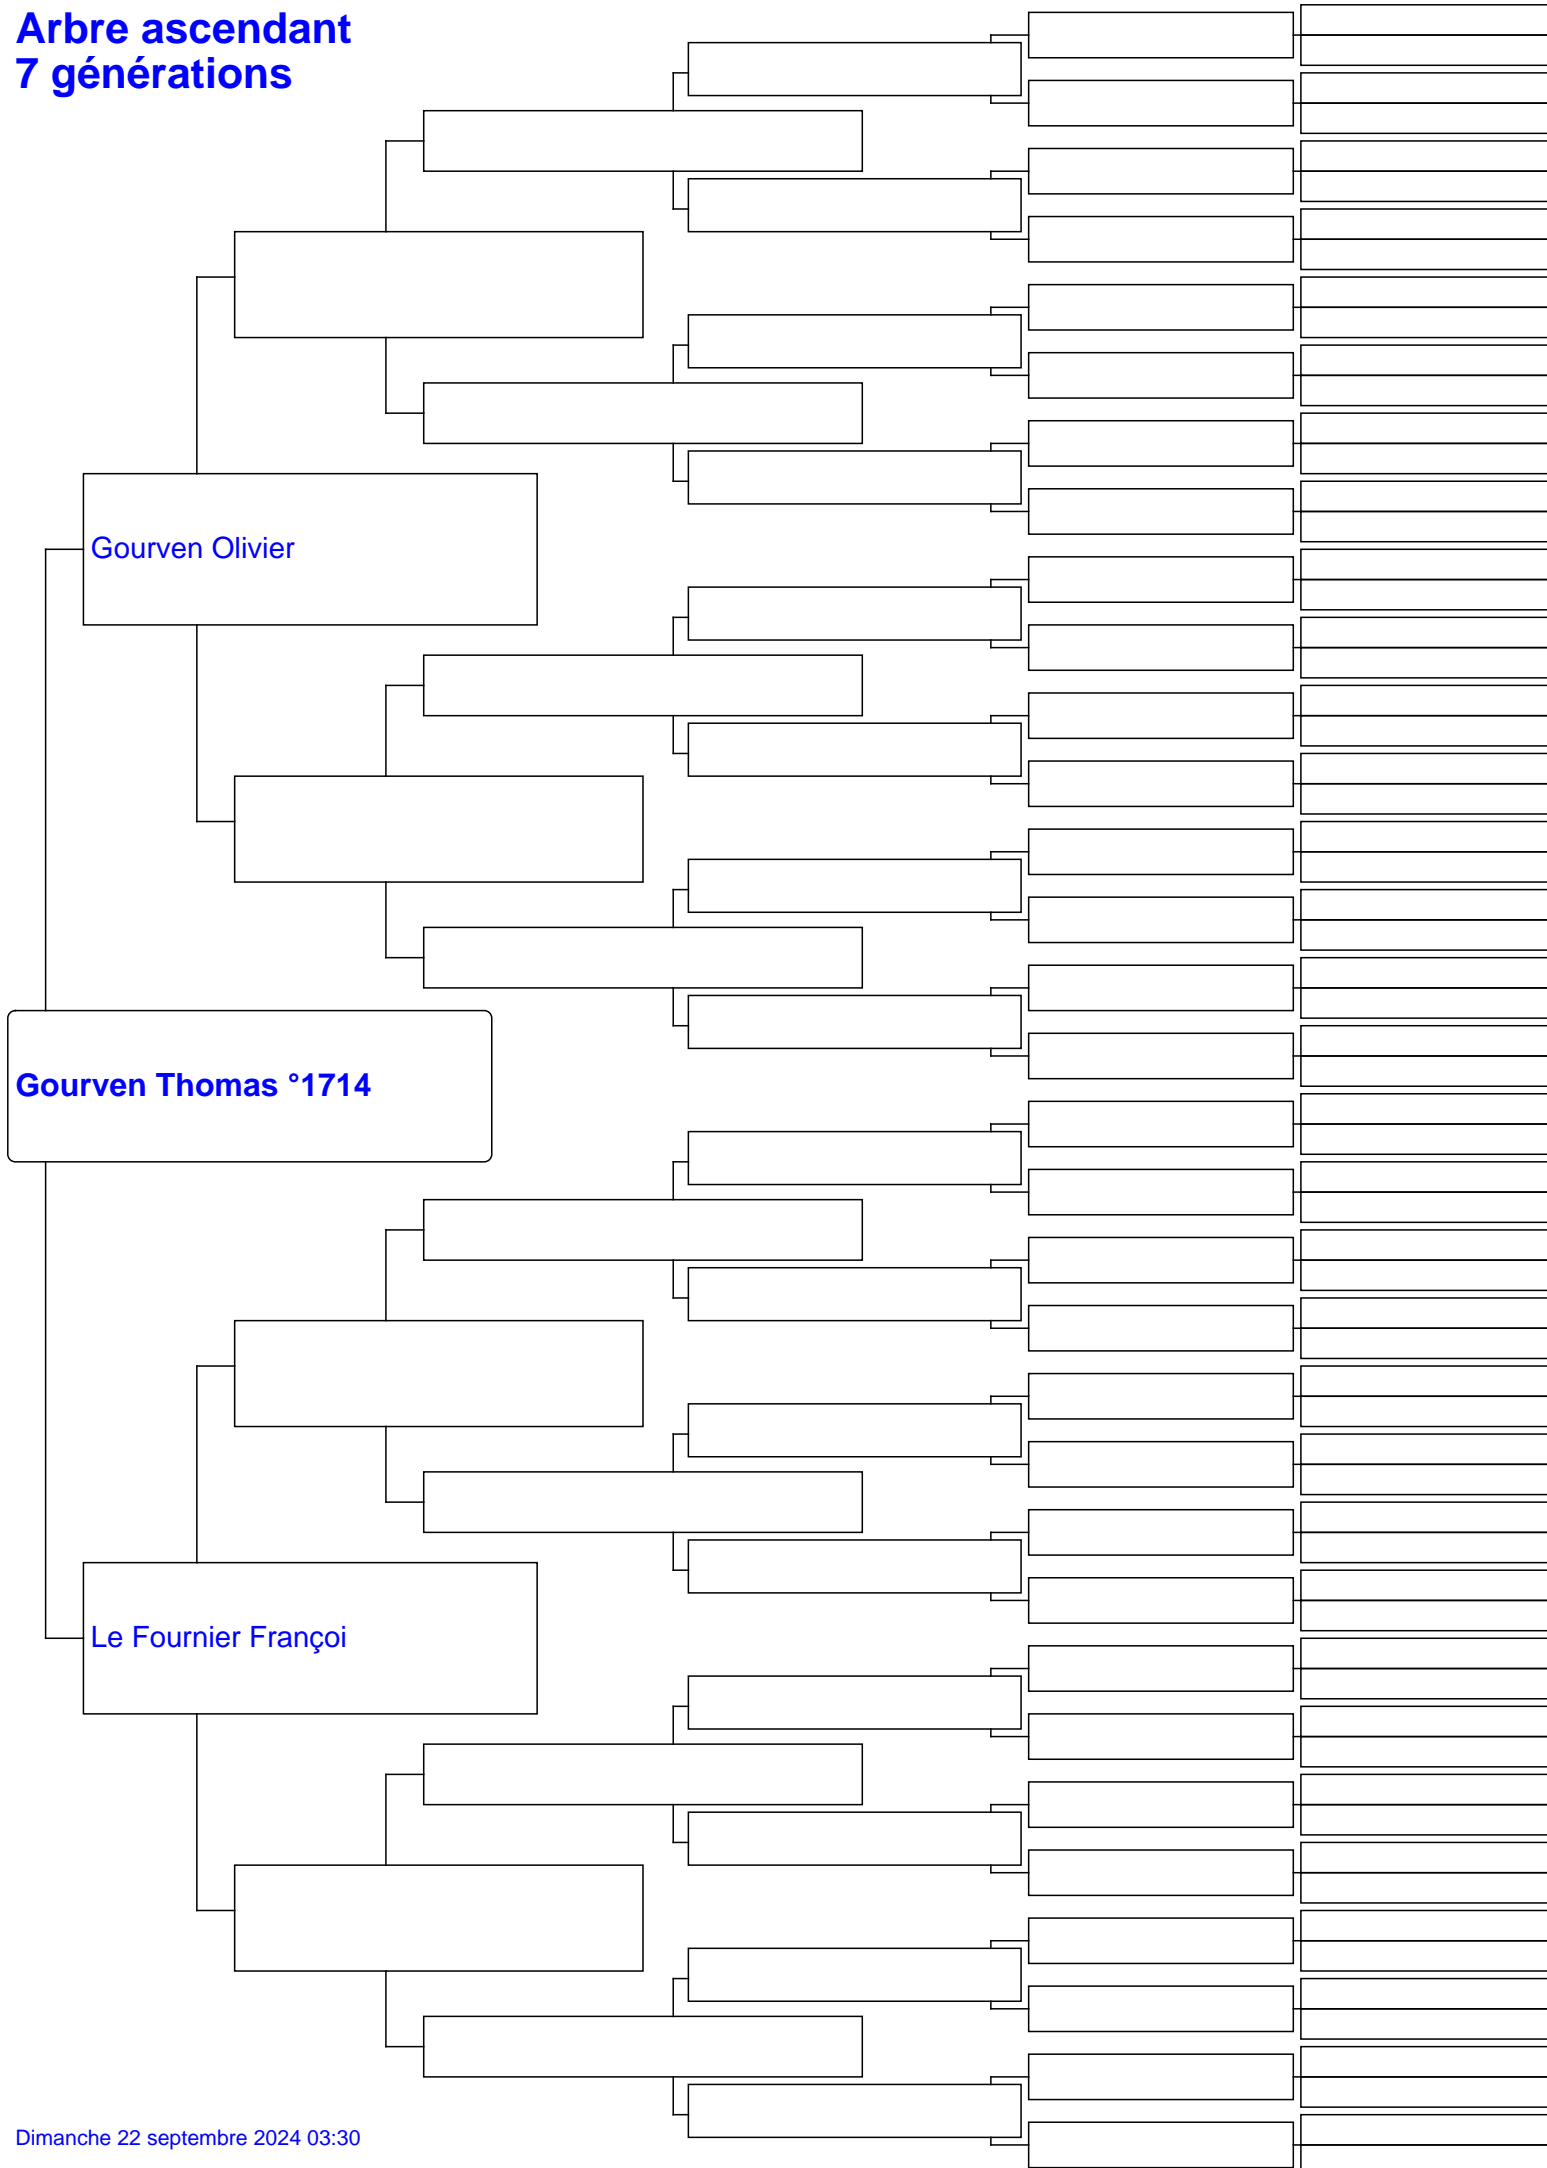 Arbre ascendant
7 générations
Gourven Olivier
Gourven Thomas °1714
Le Fournier Françoi
Dimanche 22 septembre 2024 03:30